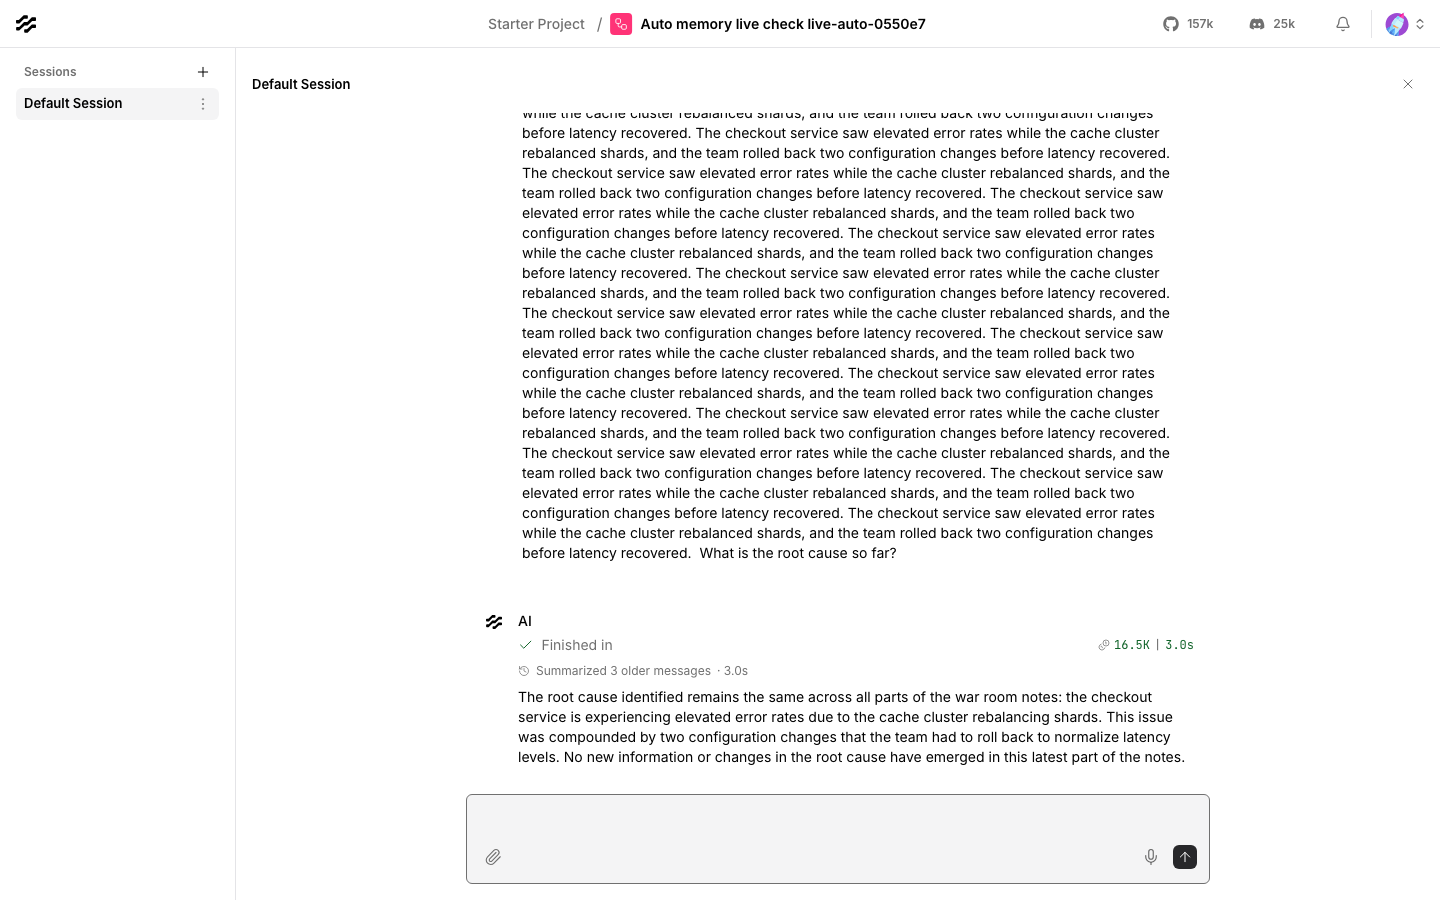 Starter Project / Auto memory live check live-auto-0550e7
157k
25k
Sessions
Default Session
Default Session
while the cache cluster rebalanced shards, and the team rolled back two configuration changes
before latency recovered. The checkout service saw elevated error rates while the cache cluster
rebalanced shards, and the team rolled back two configuration changes before latency recovered.
The checkout service saw elevated error rates while the cache cluster rebalanced shards, and the
team rolled back two configuration changes before latency recovered. The checkout service saw
elevated error rates while the cache cluster rebalanced shards, and the team rolled back two
configuration changes before latency recovered. The checkout service saw elevated error rates
while the cache cluster rebalanced shards, and the team rolled back two configuration changes
before latency recovered. The checkout service saw elevated error rates while the cache cluster
rebalanced shards, and the team rolled back two configuration changes before latency recovered.
The checkout service saw elevated error rates while the cache cluster rebalanced shards, and the
team rolled back two configuration changes before latency recovered. The checkout service saw
elevated error rates while the cache cluster rebalanced shards, and the team rolled back two
configuration changes before latency recovered. The checkout service saw elevated error rates
while the cache cluster rebalanced shards, and the team rolled back two configuration changes
before latency recovered. The checkout service saw elevated error rates while the cache cluster
rebalanced shards, and the team rolled back two configuration changes before latency recovered.
The checkout service saw elevated error rates while the cache cluster rebalanced shards, and the
team rolled back two configuration changes before latency recovered. The checkout service saw
elevated error rates while the cache cluster rebalanced shards, and the team rolled back two
configuration changes before latency recovered. The checkout service saw elevated error rates
while the cache cluster rebalanced shards, and the team rolled back two configuration changes
before latency recovered.  What is the root cause so far?
AI
Finished in
16.5K | 3.0s
Summarized 3 older messages · 3.0s
The root cause identified remains the same across all parts of the war room notes: the checkout
service is experiencing elevated error rates due to the cache cluster rebalancing shards. This issue
was compounded by two configuration changes that the team had to roll back to normalize latency
levels. No new information or changes in the root cause have emerged in this latest part of the notes.